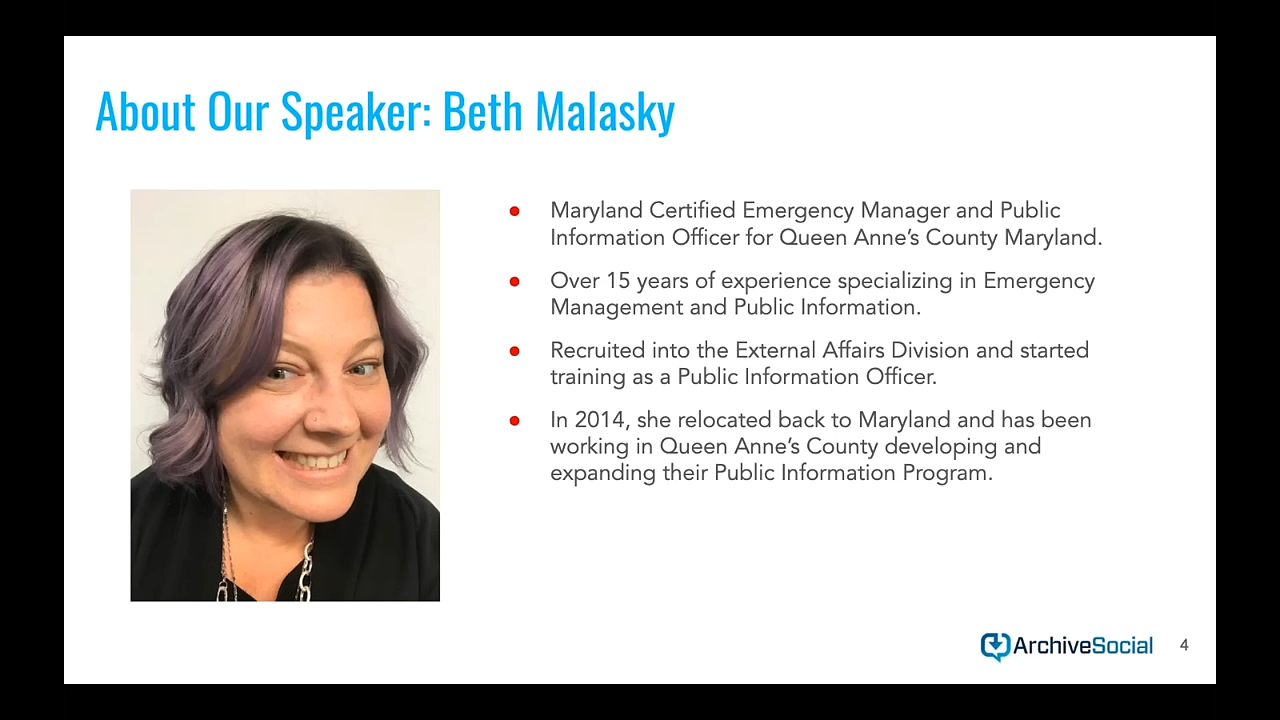 About Our Speaker: Beth Malasky
● Maryland Certified Emergency Manager and Public
Information Officer for Queen Anne’s County Maryland.
● Over 15 years of experience specializing in Emergency
Management and Public Information.
● Recruited into the External Affairs Division and started
training as a Public Information Officer.
● In 2014, she relocated back to Maryland and has been
working in Queen Anne’s County developing and
expanding their Public Information Program.
ArchiveSocial 4